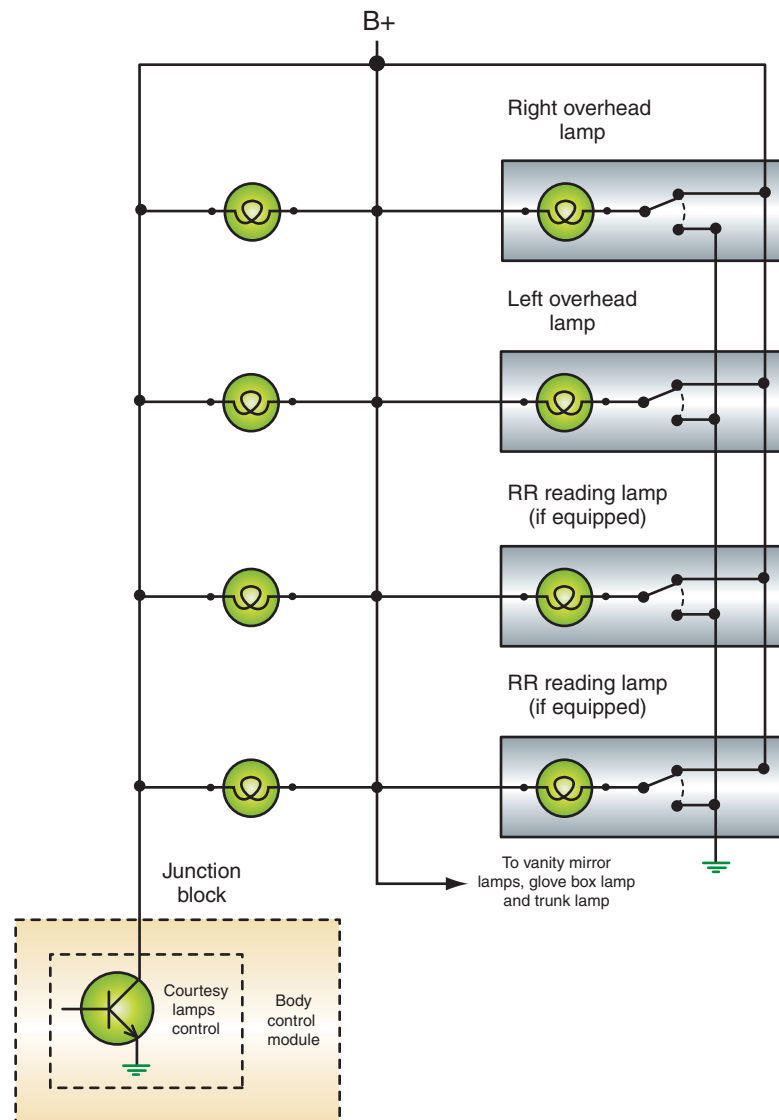 B+
Right overhead
lamp
Left overhead
lamp
RR reading lamp
(if equipped)
RR reading lamp
(if equipped)
To vanity mirror
lamps, glove box lamp
and trunk lamp
Junction
block
Courtesy
lamps
control
Body
control
module